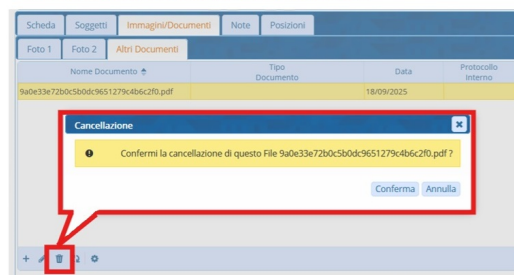 Scheda Soggetti Immagini/Documenti Note Posizioni
Foto 1 Foto 2 Altri Documenti
Nome Documento Tipo Documento Data Protocollo Interno
9a0e33e72b0c5b0dc9651279c4b6c2f0.pdf 18/09/2025
Cancellazione
Confermi la cancellazione di questo File 9a0e33e72b0c5b0dc9651279c4b6c2f0.pdf ?
Conferma Annulla